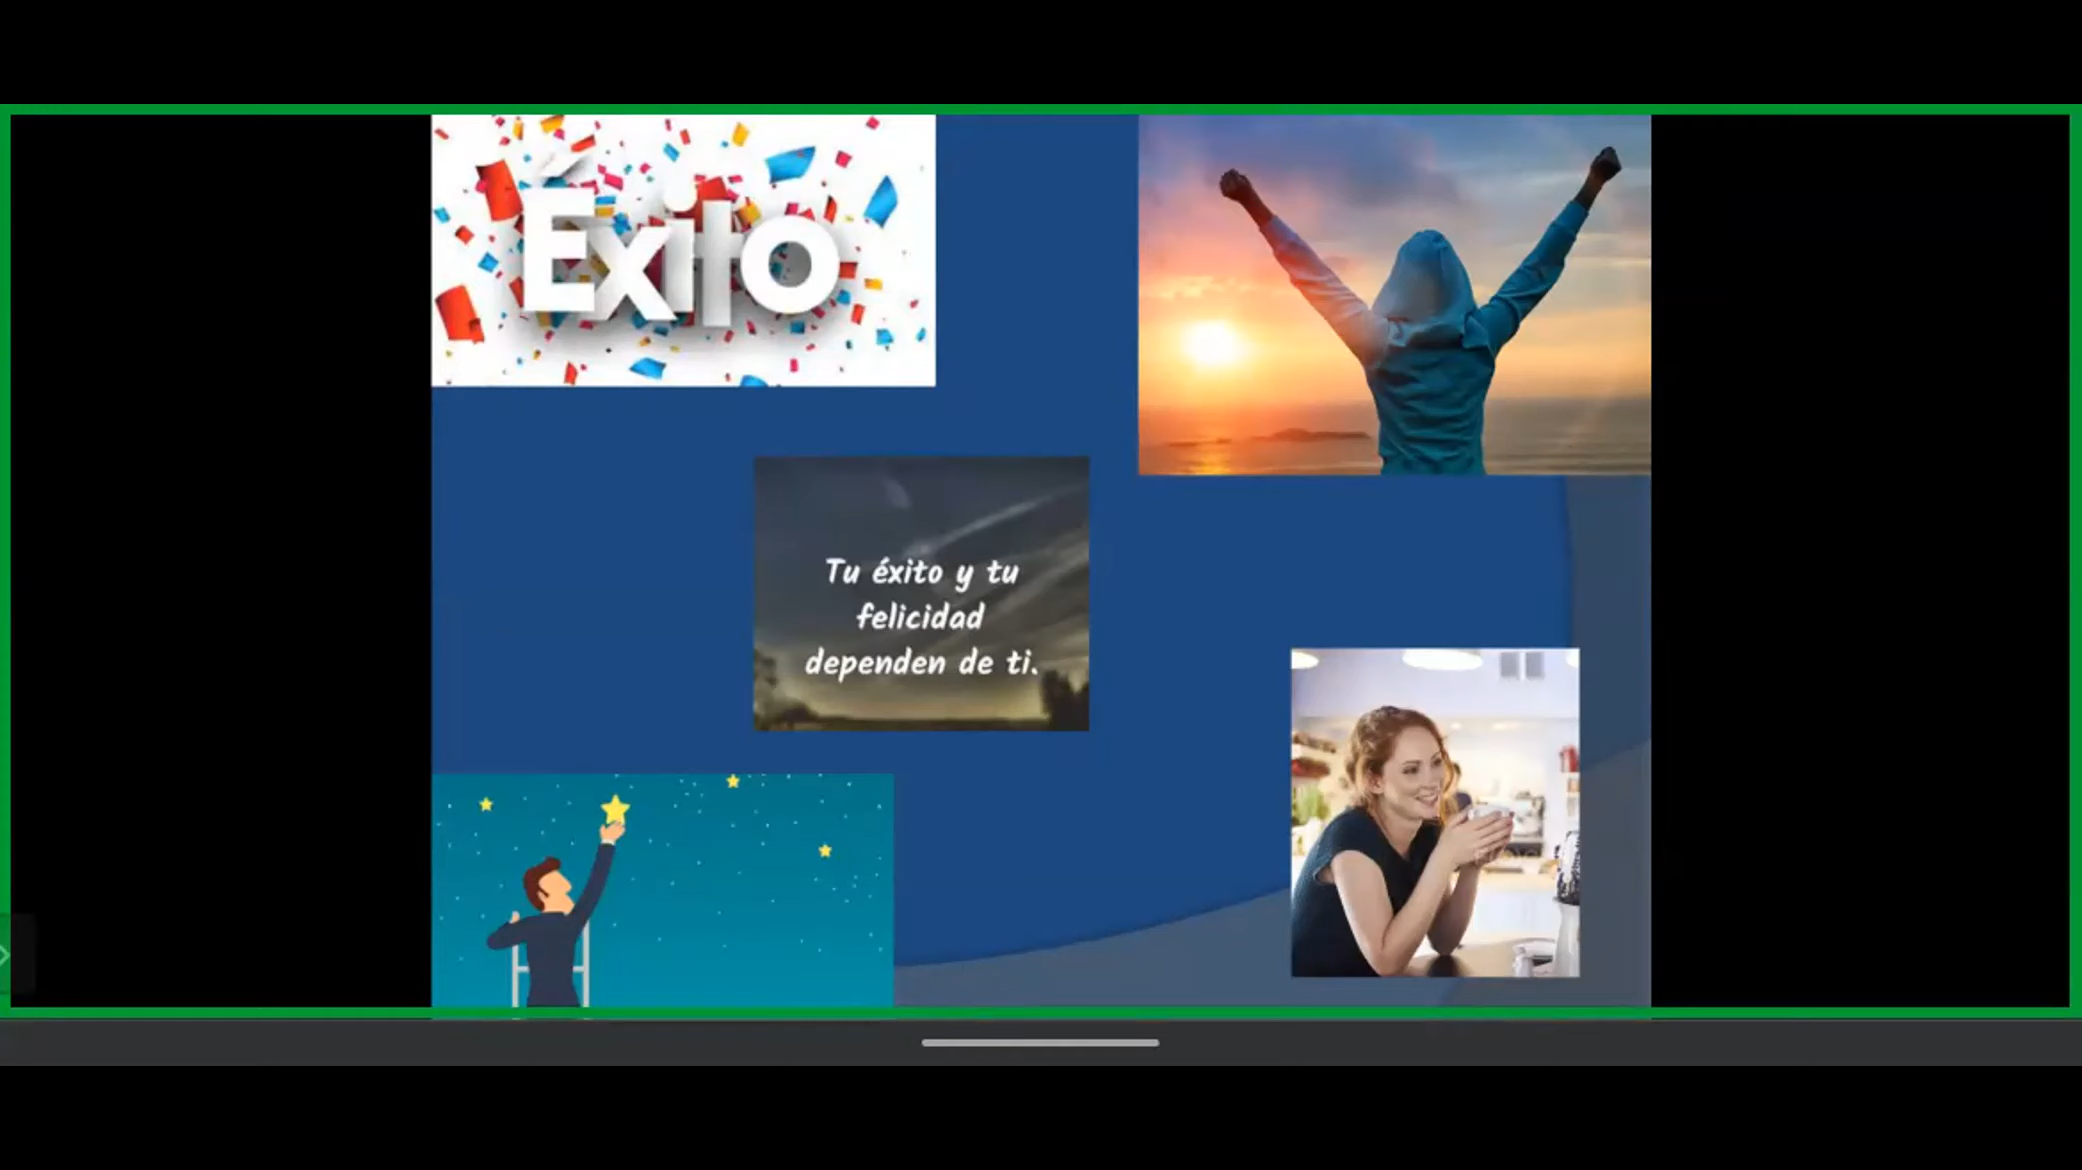 Éxito
Tu éxito y tu
felicidad
dependen de ti.